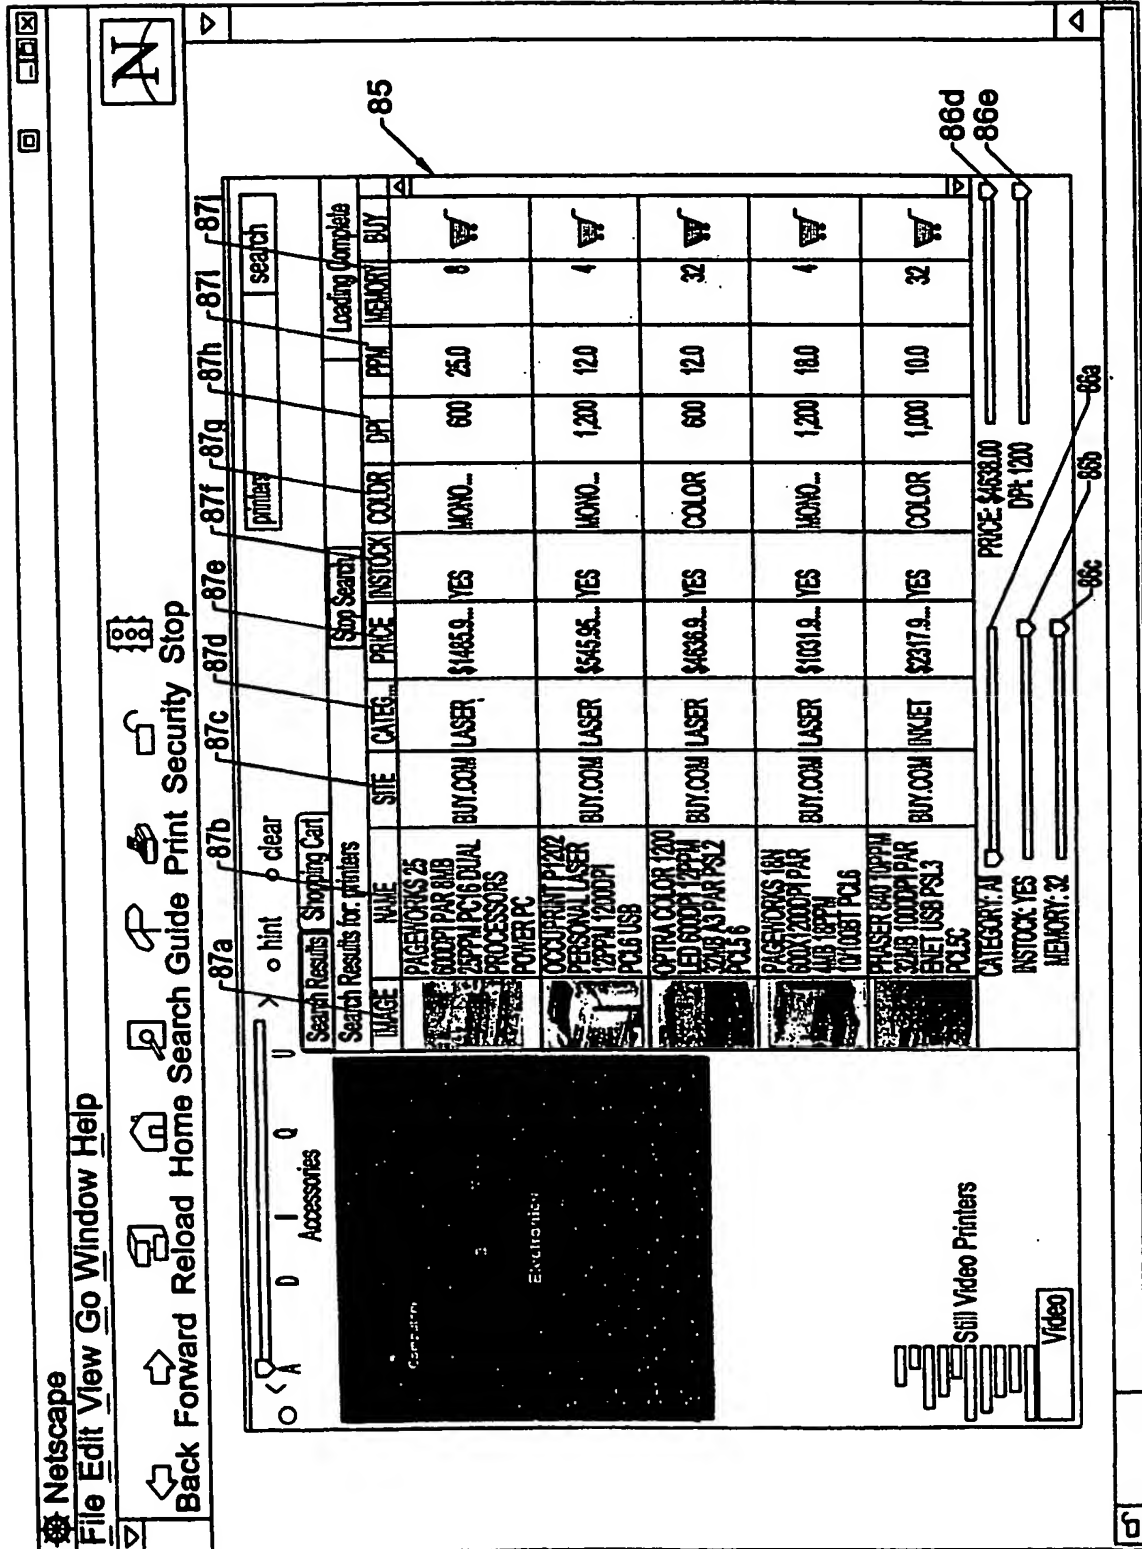 Netscape
File Edit View Go Window Help
Back Forward Reload Home Search Guide Print Security Stop
N
87a 87b 87c 87d 87e 87f 87g 87h 87i 87j
< > hint clear
printers search
A D I Q U
Accessories
Search Results Shopping Cart
Search Results for: printers Stop Search Loading Complete
IMAGE NAME SITE CATEG... PRICE INSTOCK COLOR DPI PPM MEMORY BUY
85
PAGEWORKS 25
600DPI PAR 8MB
25PPM PC16 DUAL
PROCESSORS
POWER PC
BUY.COM LASER $1485.9... YES MONO... 600 25.0 8
OCCUPRINT P1202
PERSONAL LASER
12PPM 1200DPI
PCL6 USB
BUY.COM LASER $545.95... YES MONO... 1,200 12.0 4
OPTRA COLOR 1200
LED 600DPI 12PPM
32MB A3 PAR PSL2
PCL5 6
BUY.COM LASER $4636.9... YES COLOR 600 12.0 32
PAGEWORKS 18N
600X1200DPI PAR
4MB 18PPM
10/100BT PCL6
BUY.COM LASER $1031.9... YES MONO... 1,200 18.0 4
PHASER 840 10PPM
32MB 1000DPI PAR
ENET USB PSL3
PCL5C
BUY.COM INKJET $2317.9... YES COLOR 1,000 10.0 32
Electronics
CATEGORY: All 86a
INSTOCK: YES 86b
MEMORY: 32 86c
PRICE: $4638.00 86d
DPI: 1200 86e
Still Video Printers
Video